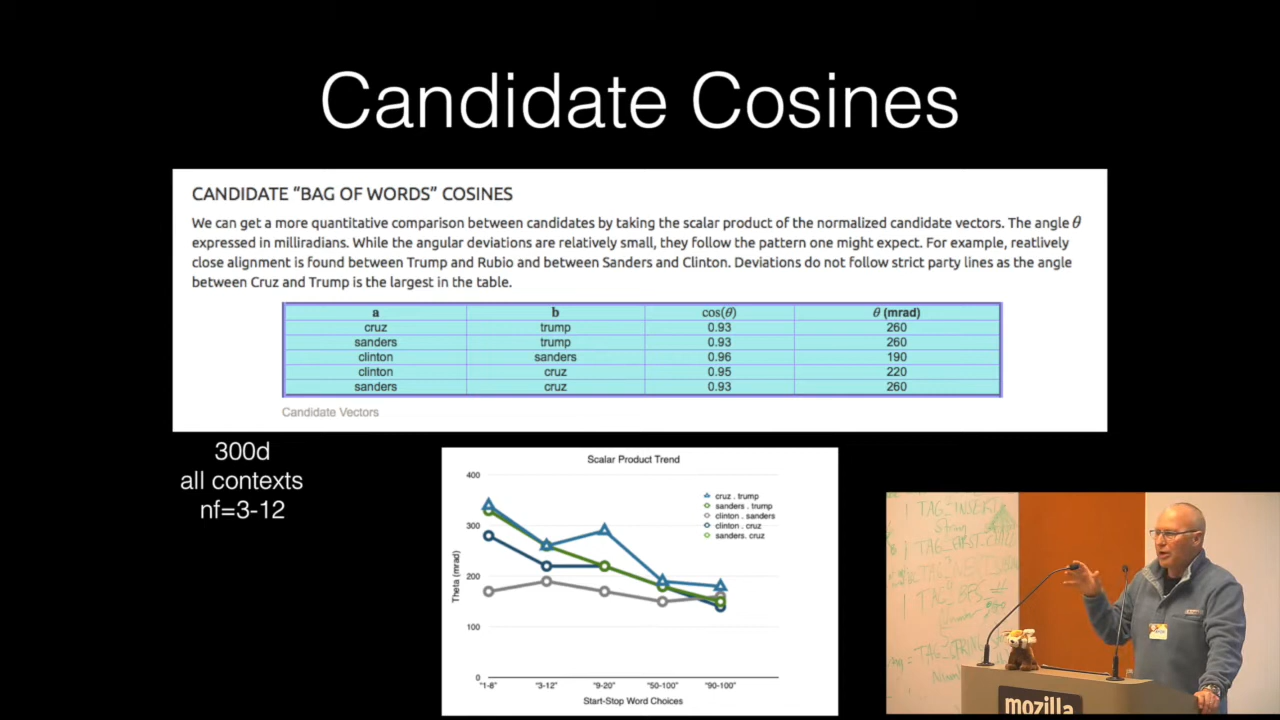 Candidate Cosines
CANDIDATE “BAG OF WORDS” COSINES
We can get a more quantitative comparison between candidates by taking the scalar product of the normalized candidate vectors. The angle θ
expressed in milliradians. While the angular deviations are relatively small, they follow the pattern one might expect. For example, reatlively
close alignment is found between Trump and Rubio and between Sanders and Clinton. Deviations do not follow strict party lines as the angle
between Cruz and Trump is the largest in the table.
a b cos(θ) θ (mrad)
cruz trump 0.93 260
sanders trump 0.93 260
clinton sanders 0.96 190
clinton cruz 0.95 220
sanders cruz 0.93 260
Candidate Vectors
300d
all contexts
nf=3-12
Scalar Product Trend
400
300
200
100
0
Theta (mrad)
cruz . trump
sanders . trump
clinton . sanders
clinton . cruz
sanders. cruz
"1-8" "3-12" "9-20" "50-100" "90-100"
Start-Stop Word Choices
TAG_INSERT
String
TAG_FIRST_CHILD
TAG_BFS_#
TAG_STRING
mozilla